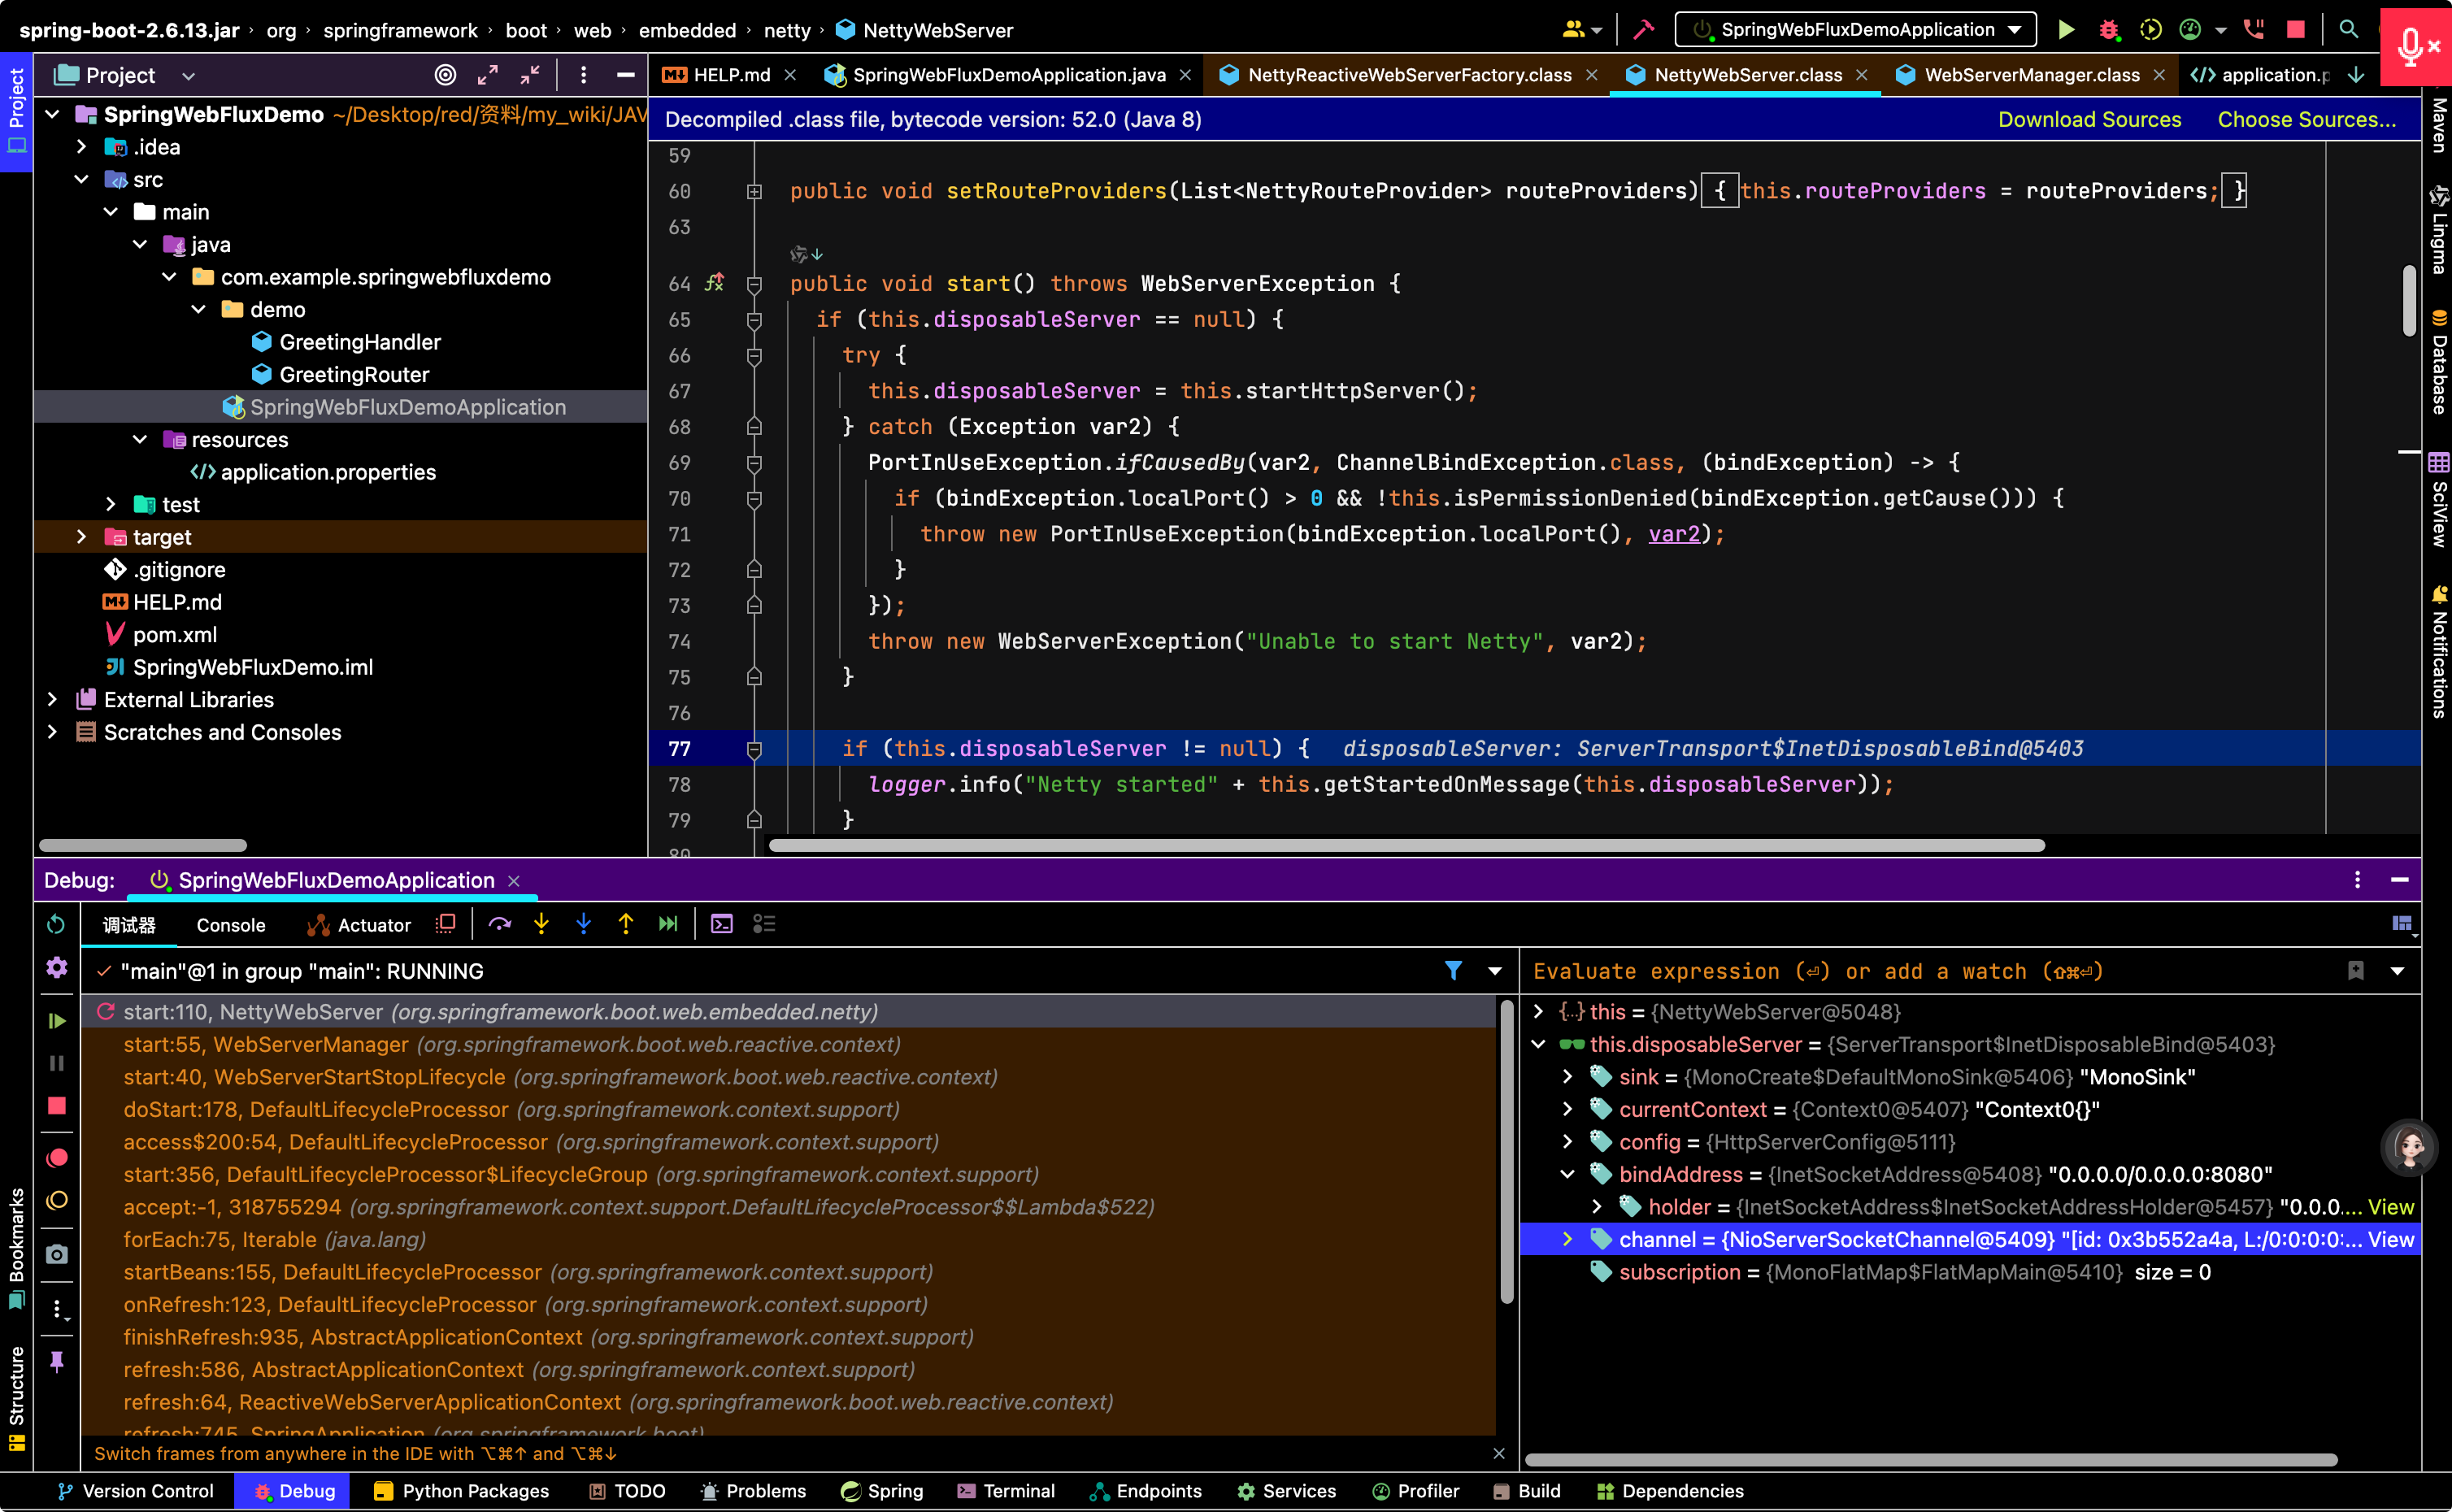 spring-boot-2.6.13.jar › org › springframework › boot › web › embedded › netty › NettyWebServer
SpringWebFluxDemoApplication
Project
HELP.md
SpringWebFluxDemoApplication.java
NettyReactiveWebServerFactory.class
NettyWebServer.class
WebServerManager.class
application.p
Project
SpringWebFluxDemo ~/Desktop/red/资料/my_wiki/JAV
.idea
src
main
java
com.example.springwebfluxdemo
demo
GreetingHandler
GreetingRouter
SpringWebFluxDemoApplication
resources
application.properties
test
target
.gitignore
HELP.md
pom.xml
SpringWebFluxDemo.iml
External Libraries
Scratches and Consoles
Decompiled .class file, bytecode version: 52.0 (Java 8)
Download Sources
Choose Sources...
59
60 public void setRouteProviders(List<NettyRouteProvider> routeProviders) { this.routeProviders = routeProviders; }
63
64 public void start() throws WebServerException {
65 if (this.disposableServer == null) {
66 try {
67 this.disposableServer = this.startHttpServer();
68 } catch (Exception var2) {
69 PortInUseException.ifCausedBy(var2, ChannelBindException.class, (bindException) -> {
70 if (bindException.localPort() > 0 && !this.isPermissionDenied(bindException.getCause())) {
71 throw new PortInUseException(bindException.localPort(), var2);
72 }
73 });
74 throw new WebServerException("Unable to start Netty", var2);
75 }
76
77 if (this.disposableServer != null) { disposableServer: ServerTransport$InetDisposableBind@5403
78 logger.info("Netty started" + this.getStartedOnMessage(this.disposableServer));
79 }
80
Maven
Lingma
Database
SciView
Notifications
Debug:
SpringWebFluxDemoApplication
调试器
Console
Actuator
"main"@1 in group "main": RUNNING
start:110, NettyWebServer (org.springframework.boot.web.embedded.netty)
start:55, WebServerManager (org.springframework.boot.web.reactive.context)
start:40, WebServerStartStopLifecycle (org.springframework.boot.web.reactive.context)
doStart:178, DefaultLifecycleProcessor (org.springframework.context.support)
access$200:54, DefaultLifecycleProcessor (org.springframework.context.support)
start:356, DefaultLifecycleProcessor$LifecycleGroup (org.springframework.context.support)
accept:-1, 318755294 (org.springframework.context.support.DefaultLifecycleProcessor$$Lambda$522)
forEach:75, Iterable (java.lang)
startBeans:155, DefaultLifecycleProcessor (org.springframework.context.support)
onRefresh:123, DefaultLifecycleProcessor (org.springframework.context.support)
finishRefresh:935, AbstractApplicationContext (org.springframework.context.support)
refresh:586, AbstractApplicationContext (org.springframework.context.support)
refresh:64, ReactiveWebServerApplicationContext (org.springframework.boot.web.reactive.context)
refresh:745, SpringApplication (org.springframework.boot)
Switch frames from anywhere in the IDE with ⌥⌘↑ and ⌥⌘↓
Evaluate expression (⏎) or add a watch (⇧⌘⏎)
this = {NettyWebServer@5048}
this.disposableServer = {ServerTransport$InetDisposableBind@5403}
sink = {MonoCreate$DefaultMonoSink@5406} "MonoSink"
currentContext = {Context0@5407} "Context0{}"
config = {HttpServerConfig@5111}
bindAddress = {InetSocketAddress@5408} "0.0.0.0/0.0.0.0:8080"
holder = {InetSocketAddress$InetSocketAddressHolder@5457} "0.0.0.... View
channel = {NioServerSocketChannel@5409} "[id: 0x3b552a4a, L:/0:0:0:0:... View
subscription = {MonoFlatMap$FlatMapMain@5410} size = 0
Bookmarks
Structure
Version Control
Debug
Python Packages
TODO
Problems
Spring
Terminal
Endpoints
Services
Profiler
Build
Dependencies